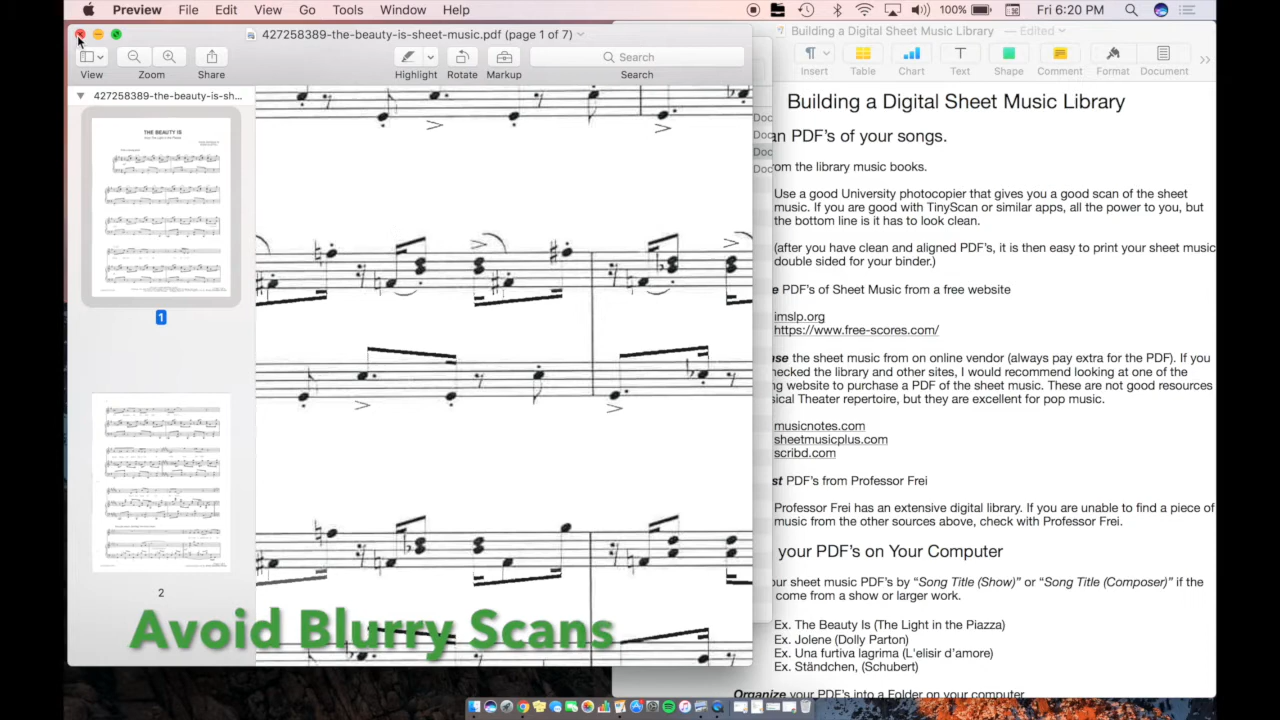 Preview File Edit View Go Tools Window Help
100% Fri 6:20 PM
427258389-the-beauty-is-sheet-music.pdf (page 1 of 7)
View Zoom Share Highlight Rotate Markup Search
Search
427258389-the-beauty-is-sh...
THE BEAUTY IS
1
2
Avoid Blurry Scans
Building a Digital Sheet Music Library — Edited
Insert Table Chart Text Shape Comment Format Document
Doc
Doc
Doc
Doc
Building a Digital Sheet Music Library
an PDF's of your songs.
om the library music books.
Use a good University photocopier that gives you a good scan of the sheet
music. If you are good with TinyScan or similar apps, all the power to you, but
the bottom line is it has to look clean.
(after you have clean and aligned PDF's, it is then easy to print your sheet music
double sided for your binder.)
e PDF's of Sheet Music from a free website
imslp.org
https://www.free-scores.com/
se the sheet music from on online vendor (always pay extra for the PDF). If you
ecked the library and other sites, I would recommend looking at one of the
ng website to purchase a PDF of the sheet music. These are not good resources
sical Theater repertoire, but they are excellent for pop music.
musicnotes.com
sheetmusicplus.com
scribd.com
st PDF's from Professor Frei
Professor Frei has an extensive digital library. If you are unable to find a piece of
music from the other resources above, check with Professor Frei.
your PDF's on Your Computer
ur sheet music PDF's by “Song Title (Show)” or “Song Title (Composer)” if the
come from a show or larger work.
Ex. The Beauty Is (The Light in the Piazza)
Ex. Jolene (Dolly Parton)
Ex. Una furtiva lagrima (L'elisir d'amore)
Ex. Ständchen, (Schubert)
Organize your PDF's into a Folder on your computer